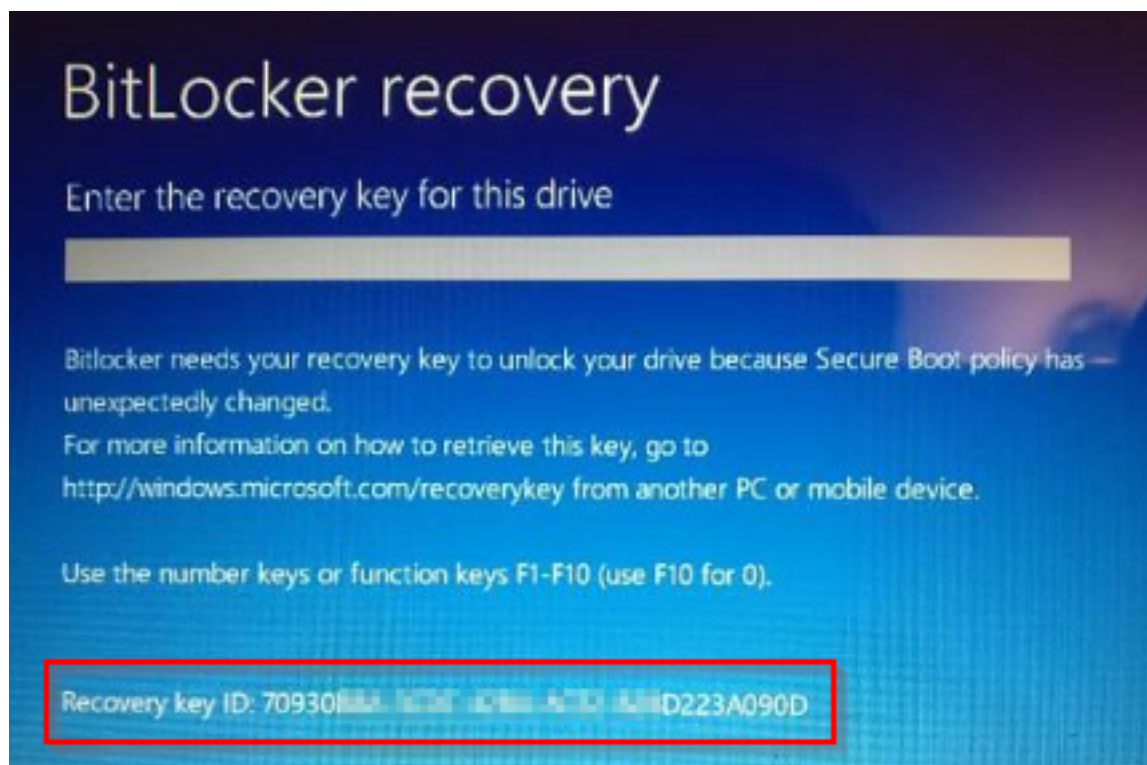 BitLocker recovery
Enter the recovery key for this drive
Bitlocker needs your recovery key to unlock your drive because Secure Boot policy has
unexpectedly changed.
For more information on how to retrieve this key, go to
http://windows.microsoft.com/recoverykey from another PC or mobile device.
Use the number keys or function keys F1-F10 (use F10 for 0).
Recovery key ID: 70930 D223A090D